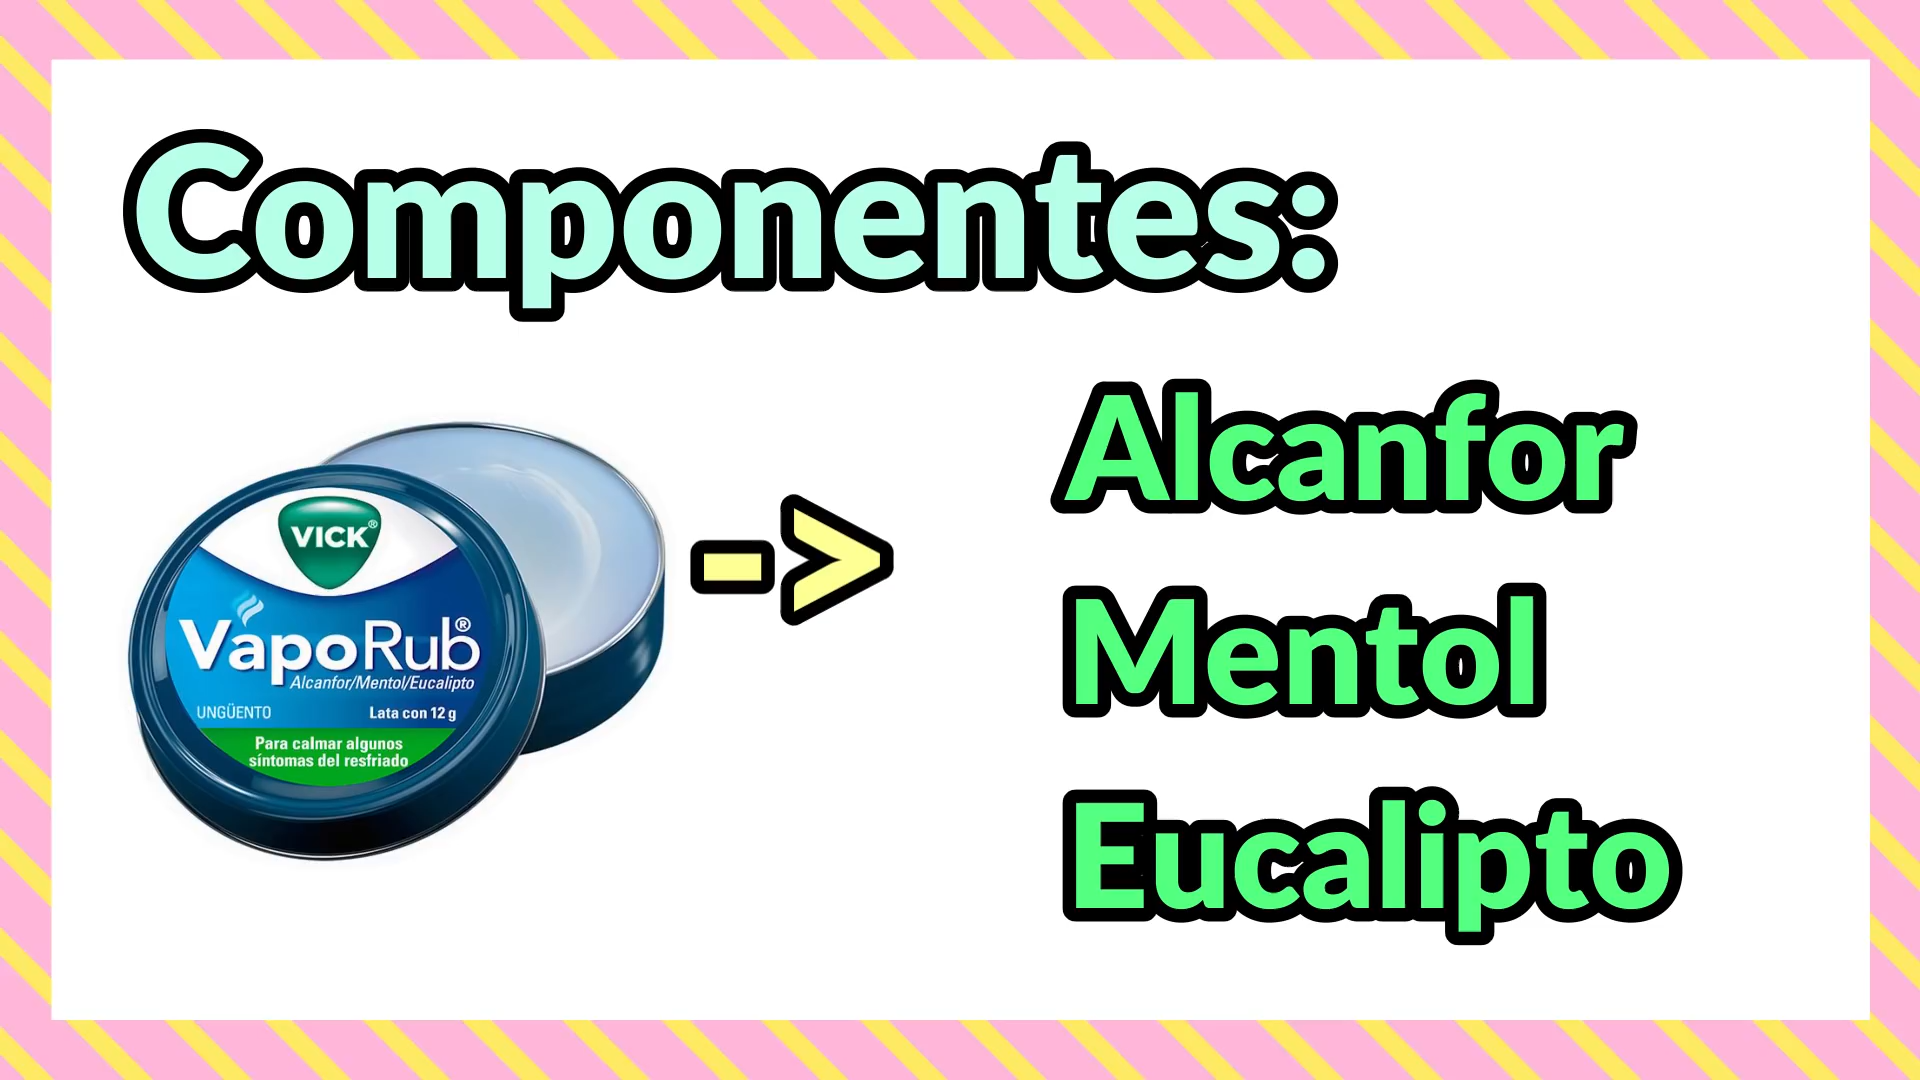 Componentes:
Alcanfor
Mentol
Eucalipto
->
VICK®
VapoRub®
Alcanfor/Mentol/Eucalipto
UNGÜENTO Lata con 12 g
Para calmar algunos
síntomas del resfriado